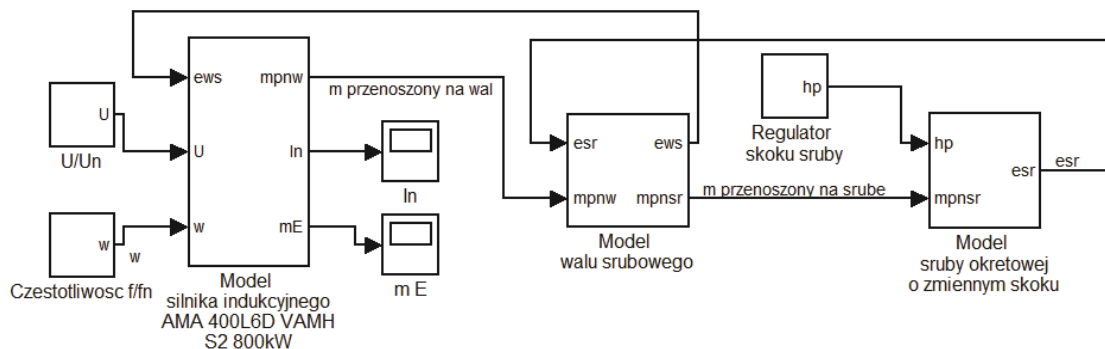 ews
mpnw
U
In
w
mE
Model
silnika indukcyjnego
AMA 400L6D VAMH
S2 800kW
U
U/Un
w
w
Czestotliwosc f/fn
m przenoszony na wal
In
m E
esr
ews
mpnw
mpnsr
Model
walu srubowego
hp
Regulator
skoku sruby
m przenoszony na srube
hp
esr
mpnsr
Model
sruby okretowej
o zmiennym skoku
esr